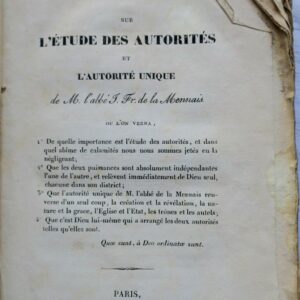 SUR
L'ÉTUDE DES AUTORITÉS
ET
L'AUTORITÉ UNIQUE
de M. l'abbé J. Fr. de la Mennais
OU L'ON VERRA,
1° De quelle importance est l'étude des autorités, et dans
quel abîme de calamités nous nous sommes jetés en la
négligeant;
2° Que les deux puissances sont absolument indépendantes
l'une de l'autre, et relèvent immédiatement de Dieu seul,
chacune dans son district;
3° Que l'autorité unique de M. l'abbé de la Mennais ren-
verse d'un seul coup, la création et la révélation, la na-
ture et la grace, l'Eglise et l'Etat, les trônes et les autels;
4° Que c'est Dieu lui-même qui a arrangé les deux autorités
telles qu'elles sont.
Quæ sunt, à Deo ordinatæ sunt.
PARIS,